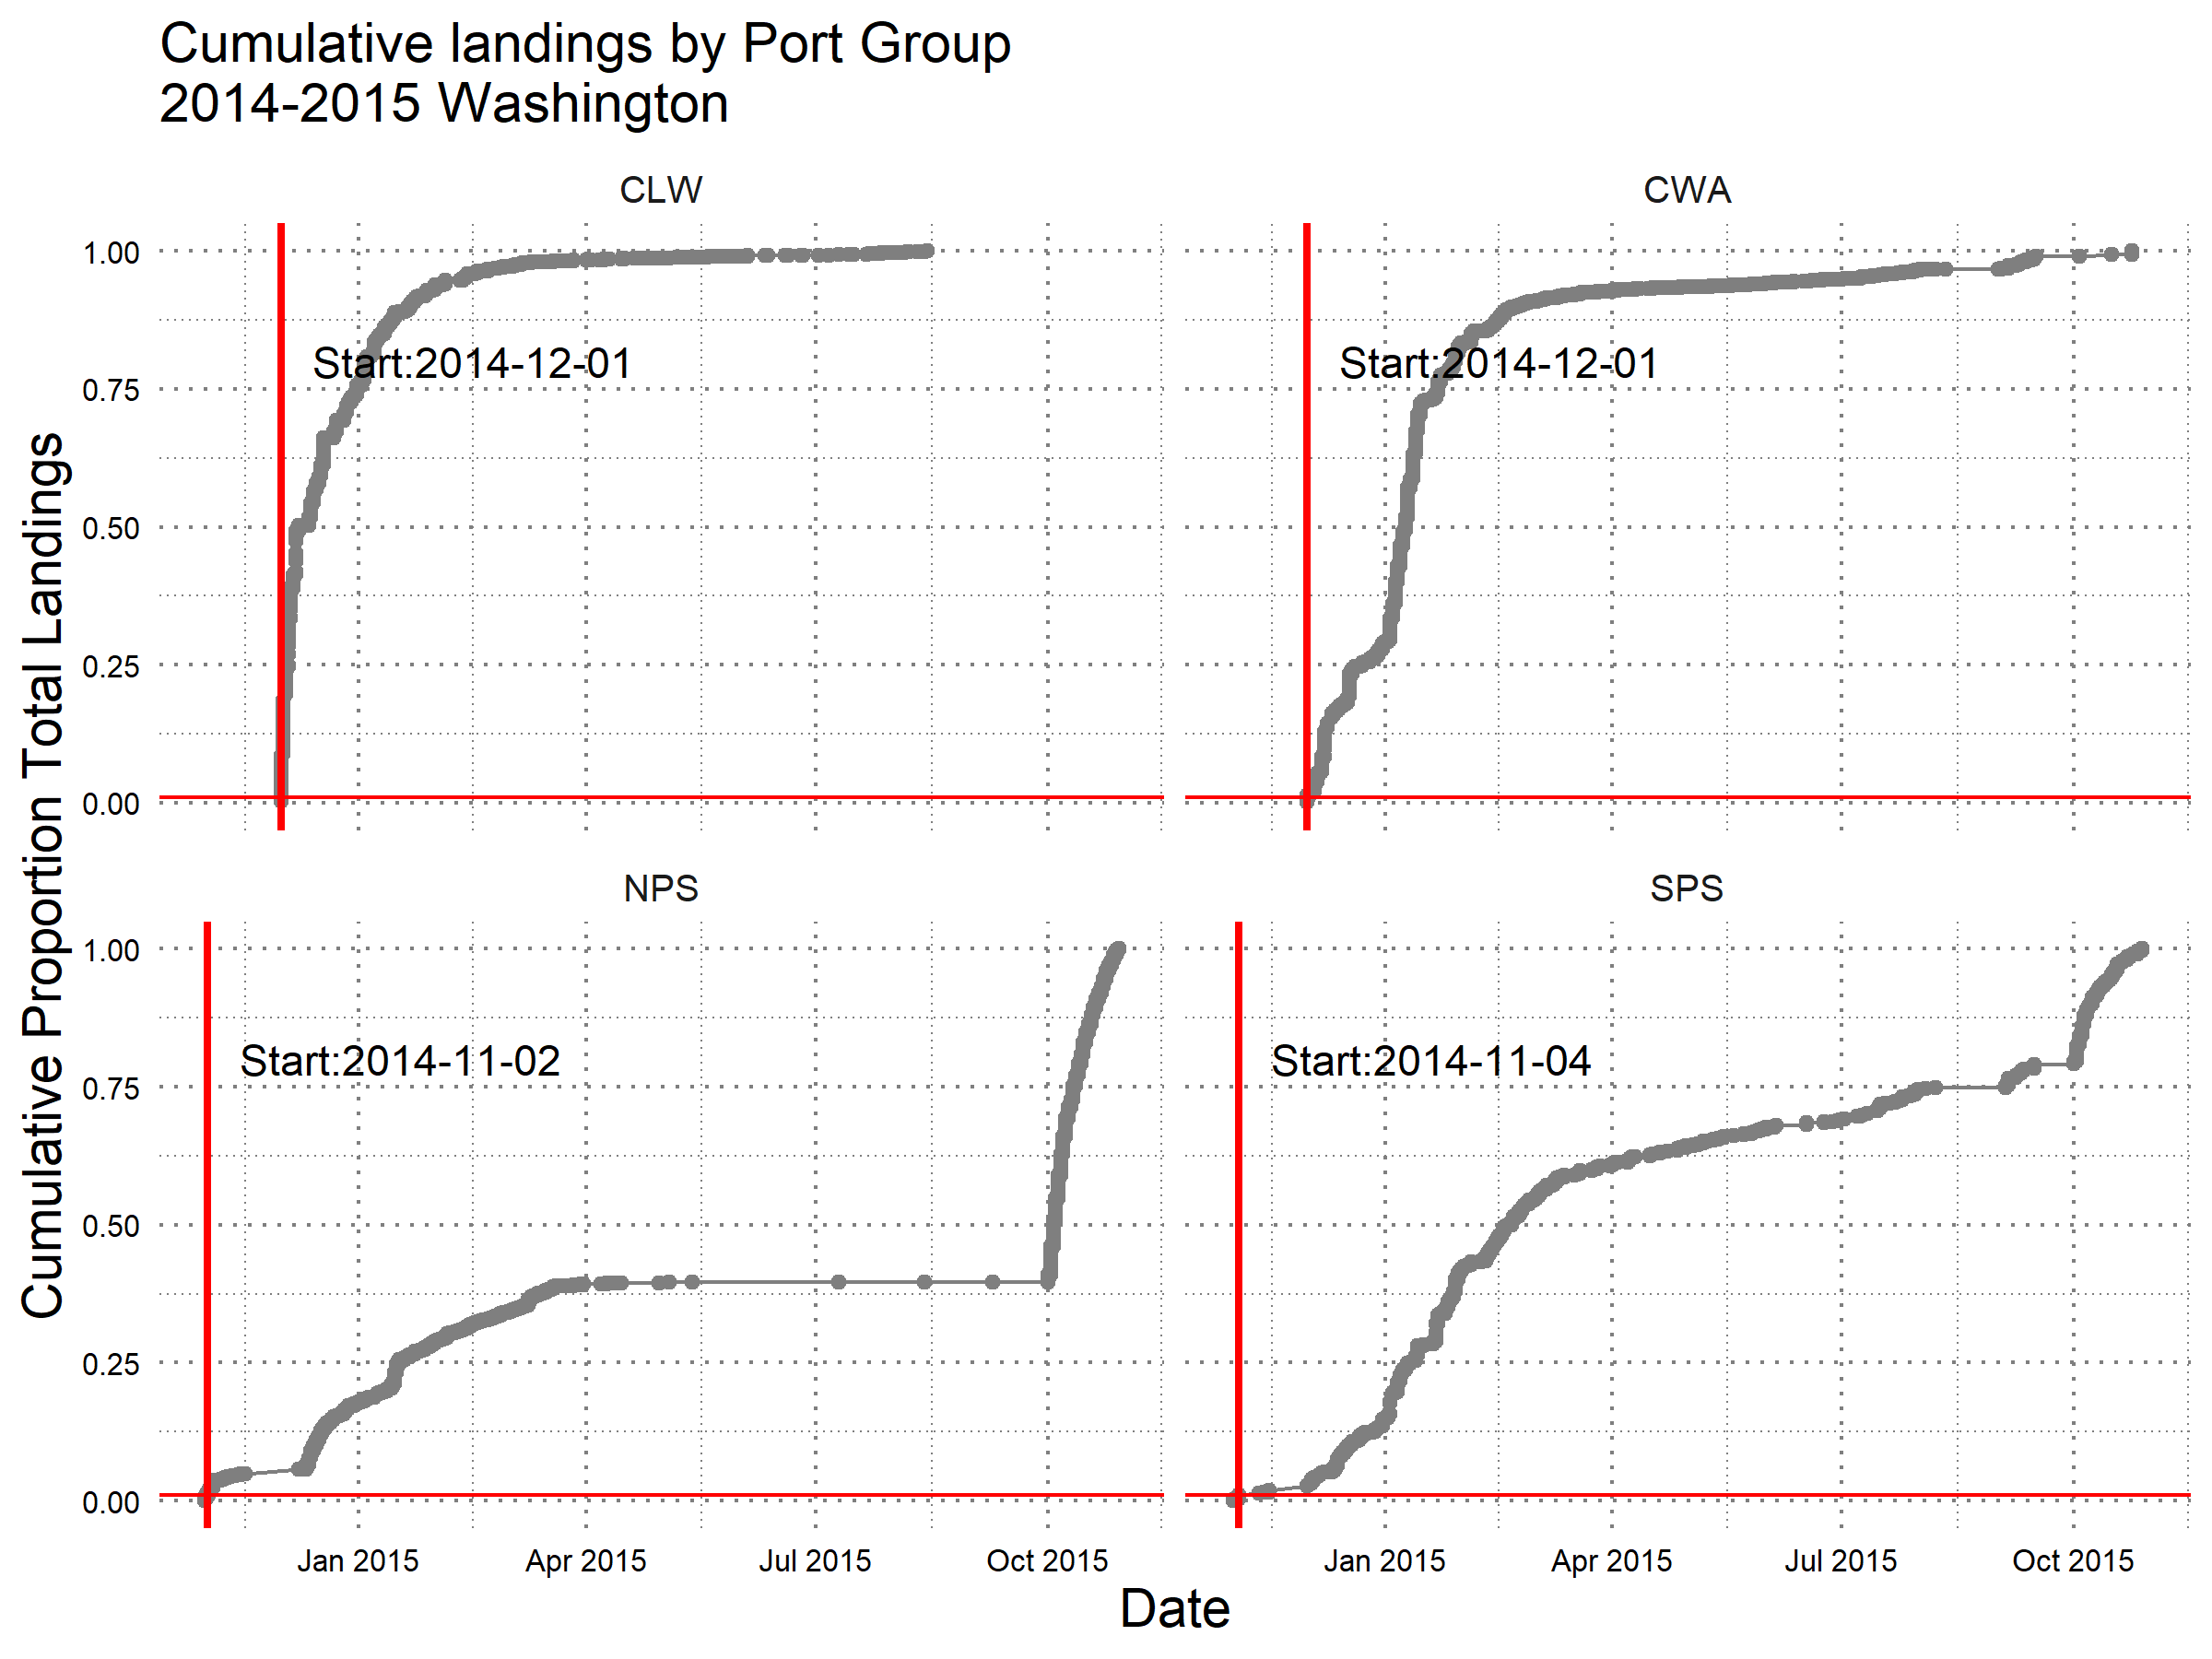 Cumulative landings by Port Group
2014-2015 Washington
CLW
CWA
1.00
0.75
0.50
0.25
0.00
Start:2014-12-01
Start:2014-12-01
Cumulative Proportion Total Landings
NPS
SPS
1.00
0.75
0.50
0.25
0.00
Start:2014-11-02
Start:2014-11-04
Jan 2015 Apr 2015 Jul 2015 Oct 2015
Jan 2015 Apr 2015 Jul 2015 Oct 2015
Date